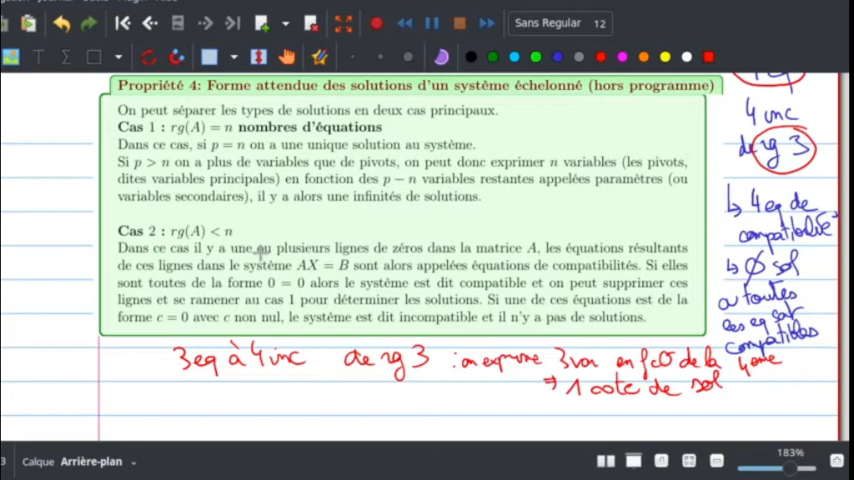 Sans Regular 12
Propriété 4: Forme attendue des solutions d'un système échelonné (hors programme)
On peut séparer les types de solutions en deux cas principaux.
Cas 1 : rg(A) = n nombres d'équations
Dans ce cas, si p = n on a une unique solution au système.
Si p > n on a plus de variables que de pivots, on peut donc exprimer n variables (les pivots,
dites variables principales) en fonction des p − n variables restantes appelées paramètres (ou
variables secondaires), il y a alors une infinités de solutions.
Cas 2 : rg(A) < n
Dans ce cas il y a une ou plusieurs lignes de zéros dans la matrice A, les équations résultants
de ces lignes dans le système AX = B sont alors appelées équations de compatibilités. Si elles
sont toutes de la forme 0 = 0 alors le système est dit compatible et on peut supprimer ces
lignes et se ramener au cas 1 pour déterminer les solutions. Si une de ces équations est de la
forme c = 0 avec c non nul, le système est dit incompatible et il n'y a pas de solutions.
4 inc
de rg 3
↳ 4 eq de
↳ ∅ sol
toutes
compatibles
3 eq à 4 inc de rg 3 : on exprime 3 var en fc° de la 4eme
⇒ 1 de sol
Calque Arrière-plan
183%